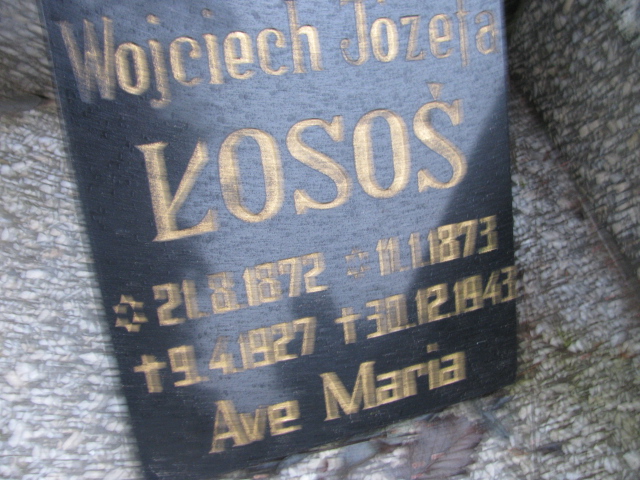 Wojciech Józefa
ŁOSOŚ
✡ 21.8.1872 ✡ 11.1.1873
† 9.4.1927 † 30.12.1943
Ave Maria